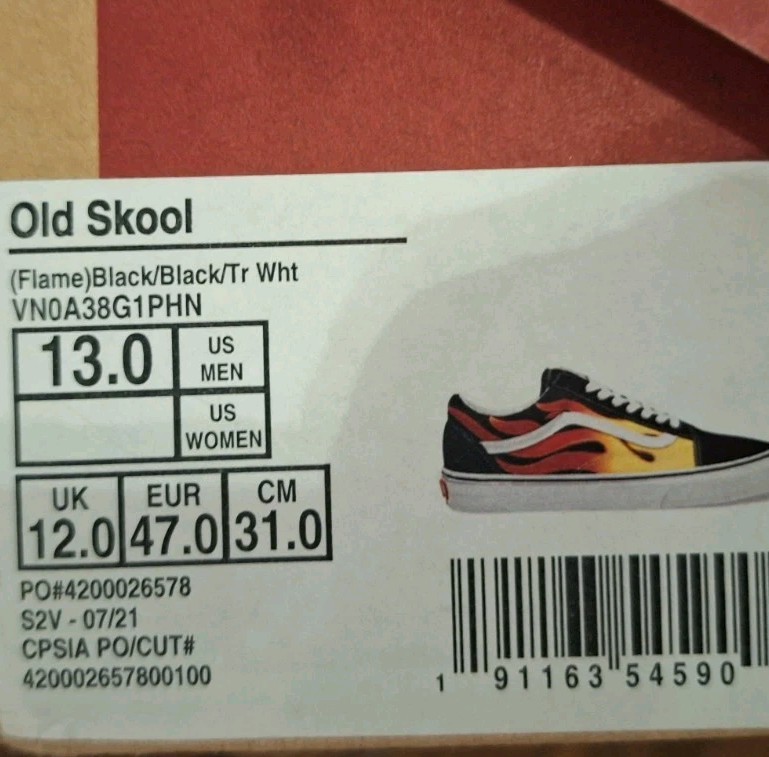 Old Skool
(Flame)Black/Black/Tr Wht
VN0A38G1PHN
13.0 US MEN
US WOMEN
UK EUR CM
12.0 47.0 31.0
PO#4200026578
S2V - 07/21
CPSIA PO/CUT#
420002657800100
1 91163 54590